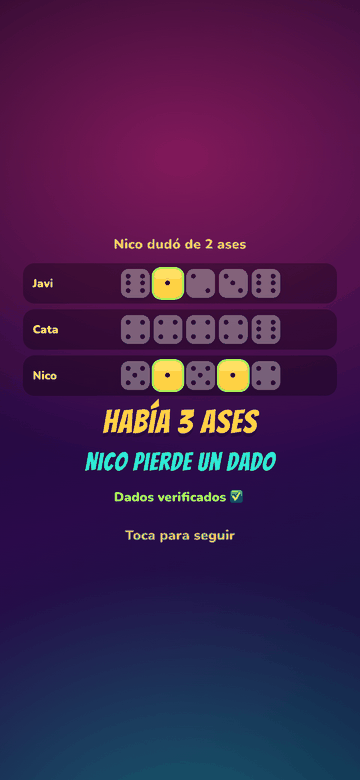 Nico dudó de 2 ases
Javi
Cata
Nico
HABÍA 3 ASES
NICO PIERDE UN DADO
Dados verificados ✅
Toca para seguir